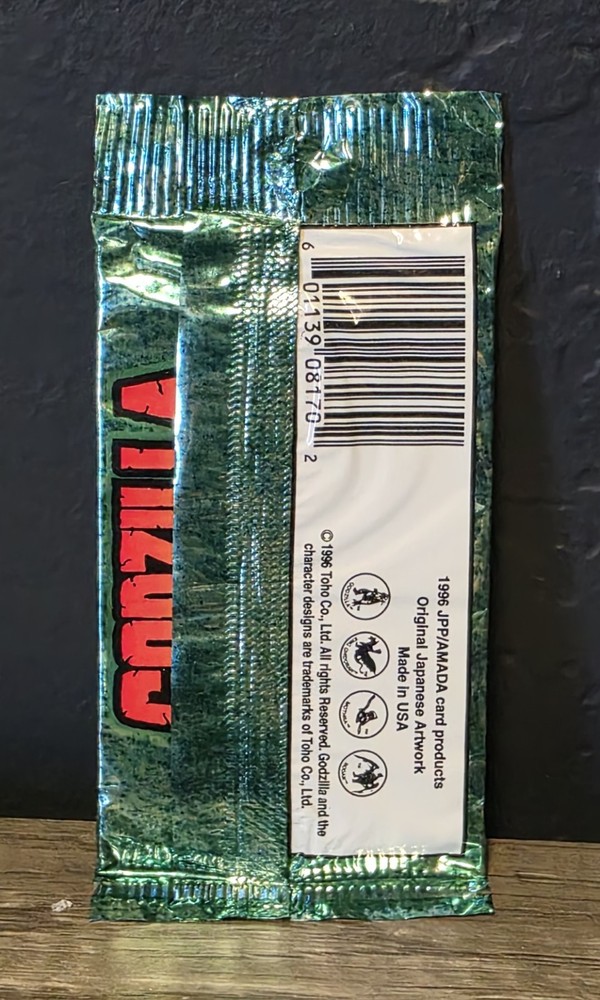 GODZILLA
6 01139 08170 2
1996 JPP/AMADA card products
Original Japanese Artwork
Made in USA
©1996 Toho Co., Ltd. All rights Reserved. Godzilla and the
character designs are trademarks of Toho Co., Ltd.